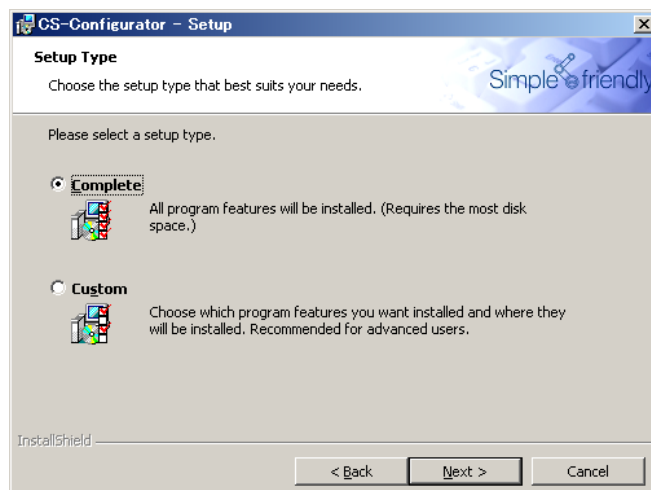 CS-Configurator - Setup
Setup Type
Choose the setup type that best suits your needs.
Simple & friendly
Please select a setup type.
Complete
All program features will be installed. (Requires the most disk
space.)
Custom
Choose which program features you want installed and where they
will be installed. Recommended for advanced users.
InstallShield
< Back
Next >
Cancel